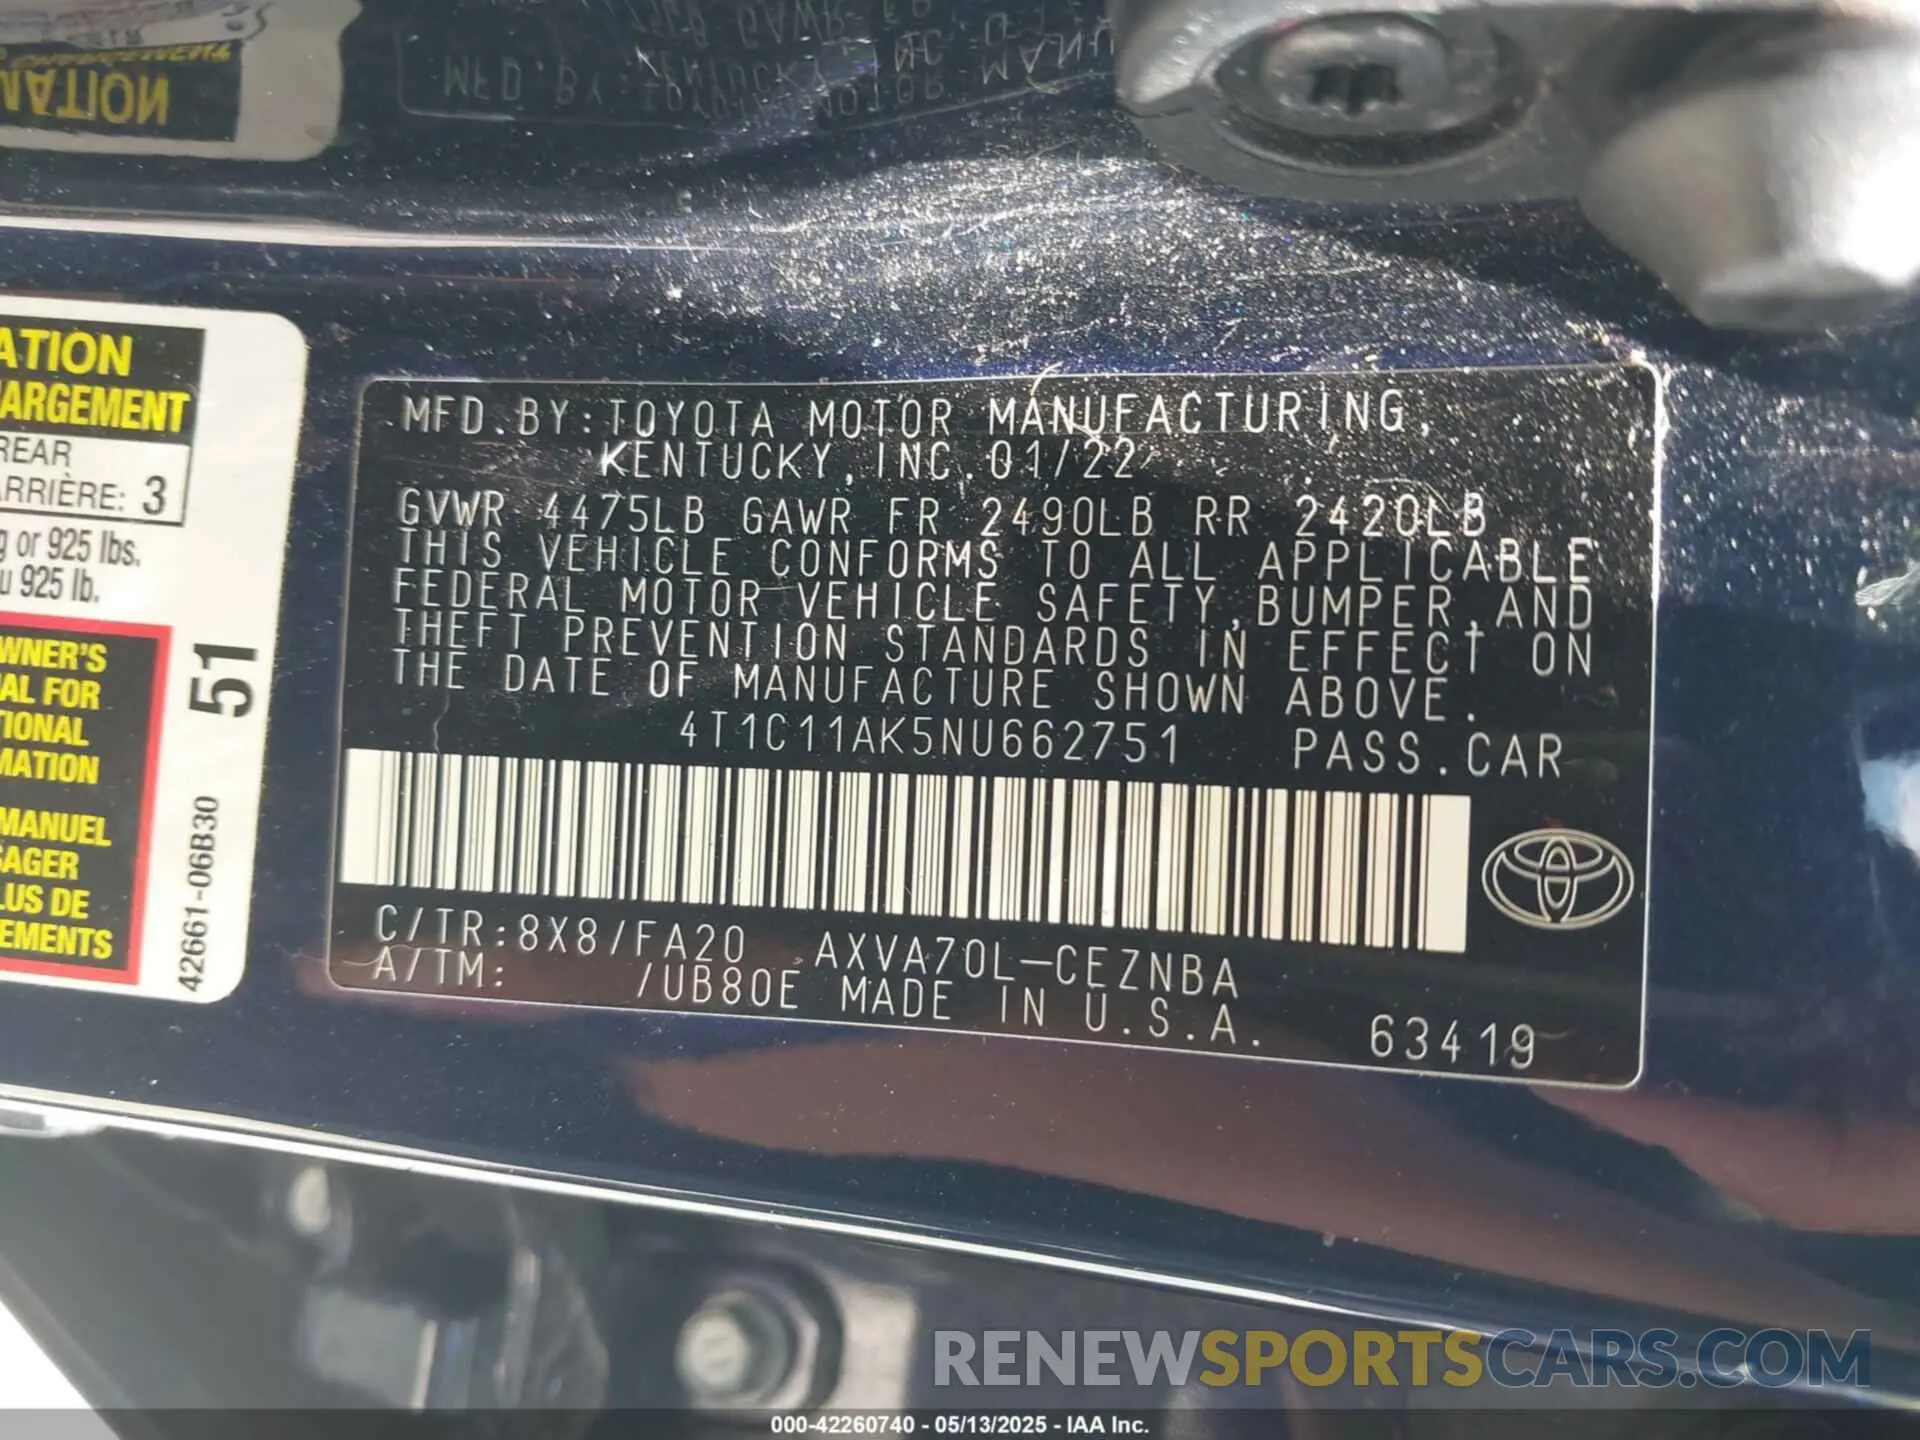 MATION
ATION
ARGEMENT
REAR
ARRIÈRE: 3
g or 925 lbs.
u 925 lb.
WNER'S
AL FOR
TIONAL
MATION
MANUEL
SAGER
LUS DE
EMENTS
51
42661-06B30
MFD.BY:TOYOTA MOTOR MANUFACTURING,
KENTUCKY,INC.01/22
GVWR 4475LB GAWR FR 2490LB RR 2420LB
THIS VEHICLE CONFORMS TO ALL APPLICABLE
FEDERAL MOTOR VEHICLE SAFETY,BUMPER,AND
THEFT PREVENTION STANDARDS IN EFFECT ON
THE DATE OF MANUFACTURE SHOWN ABOVE.
4T1C11AK5NU662751 PASS.CAR
C/TR:8X8/FA20 AXVA70L-CEZNBA
A/TM: /UB80E MADE IN U.S.A. 63419
RENEWSPORTSCARS.COM
000-42260740 - 05/13/2025 - IAA Inc.